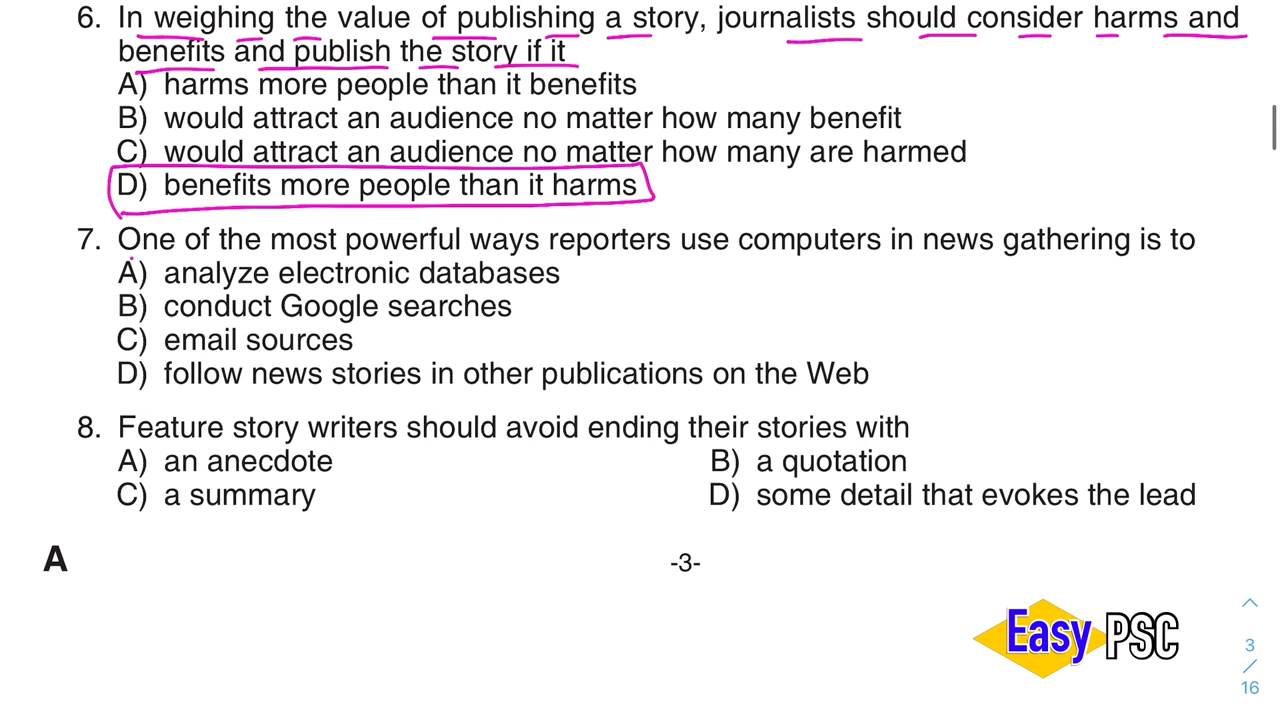 6. In weighing the value of publishing a story, journalists should consider harms and
benefits and publish the story if it
A) harms more people than it benefits
B) would attract an audience no matter how many benefit
C) would attract an audience no matter how many are harmed
D) benefits more people than it harms
7. One of the most powerful ways reporters use computers in news gathering is to
A) analyze electronic databases
B) conduct Google searches
C) email sources
D) follow news stories in other publications on the Web
8. Feature story writers should avoid ending their stories with
A) an anecdote B) a quotation
C) a summary D) some detail that evokes the lead
A -3-
Easy PSC
3
/
16